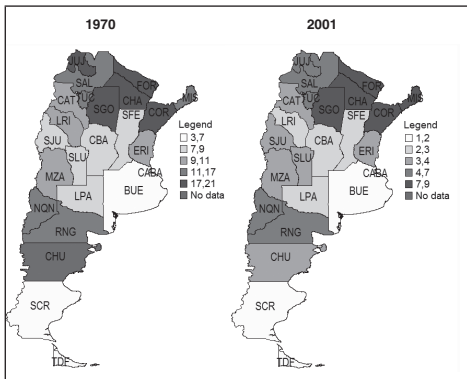 1970
JUJ
SAL
FOR
TUC
CAT
SGO
CHA
MIS
COR
LRI
SFE
SJU
CBA
ERI
SLU
CABA
MZA
BUE
LPA
NQN
RNG
CHU
SCR
TDF
Legend
3,7
7,9
9,11
11,17
17,21
No data
2001
JUJ
SAL
FOR
TUC
CAT
SGO
CHA
MIS
COR
LRI
SFE
SJU
CBA
ERI
SLU
CABA
MZA
BUE
LPA
NQN
RNG
CHU
SCR
TDF
Legend
1,2
2,3
3,4
4,7
7,9
No data